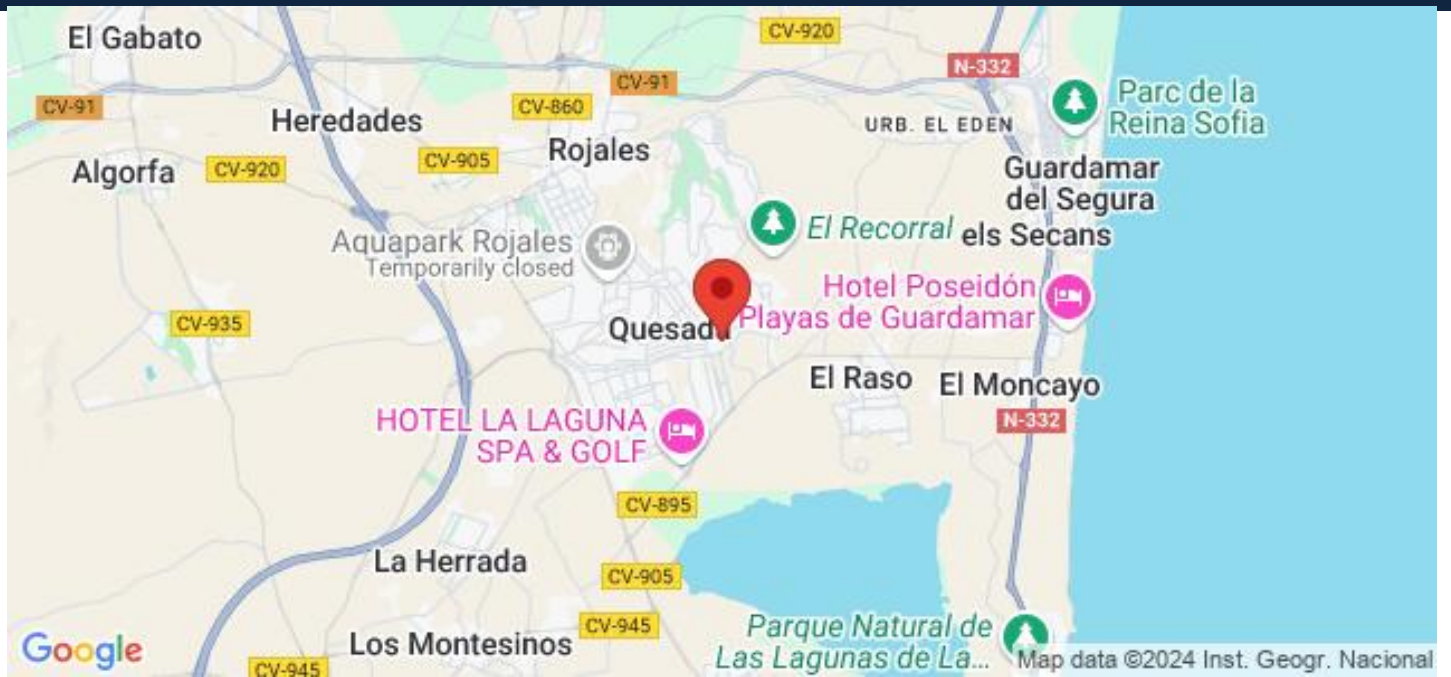 El Gabato
CV-920
N-332
CV-91
CV-91
CV-860
Parc de la
Reina Sofia
Heredades
URB. EL EDEN
Rojales
CV-905
Algorfa
CV-920
Guardamar
del Segura
El Recorral
els Secans
Aquapark Rojales
Temporarily closed
Hotel Poseidón
Playas de Guardamar
CV-935
Quesada
El Raso
El Moncayo
N-332
HOTEL LA LAGUNA
SPA & GOLF
CV-895
La Herrada
CV-905
CV-945
Los Montesinos
Parque Natural de
Las Lagunas de La...
Google
CV-945
Map data ©2024 Inst. Geogr. Nacional